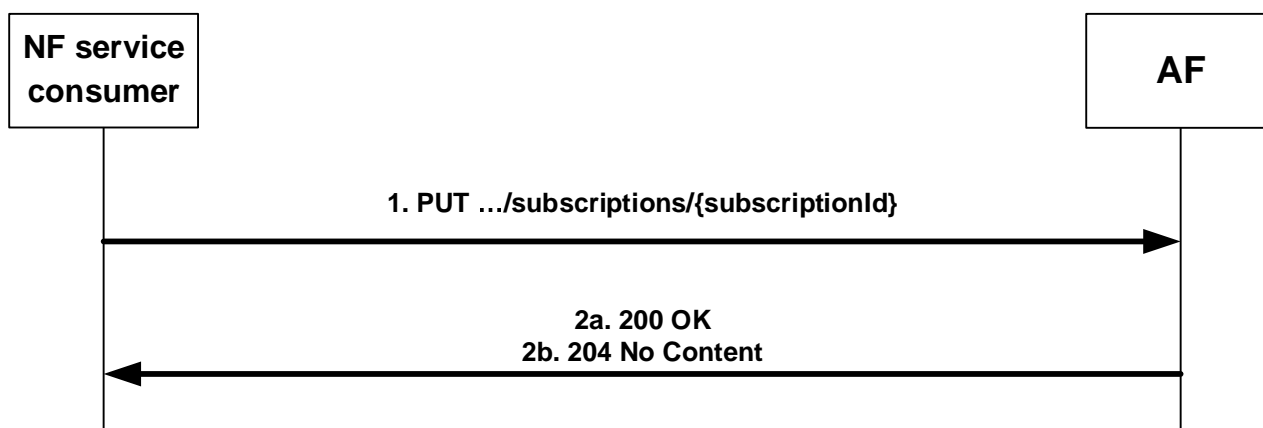 NF service
consumer
AF
1. PUT …/subscriptions/{subscriptionId}
2a. 200 OK
2b. 204 No Content